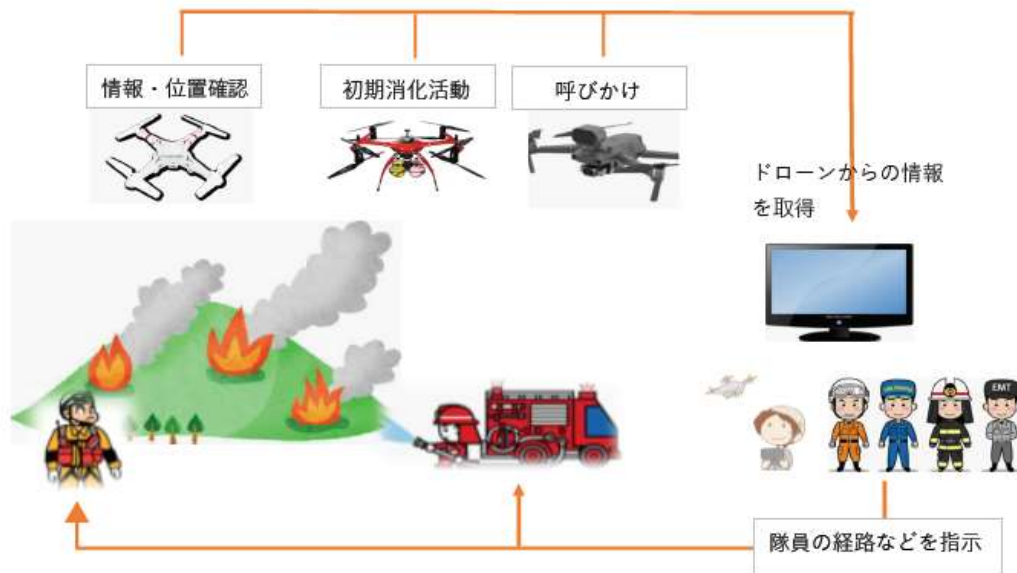 情報・位置確認
初期消化活動
呼びかけ
ドローンからの情報
を取得
EMT
隊員の経路などを指示